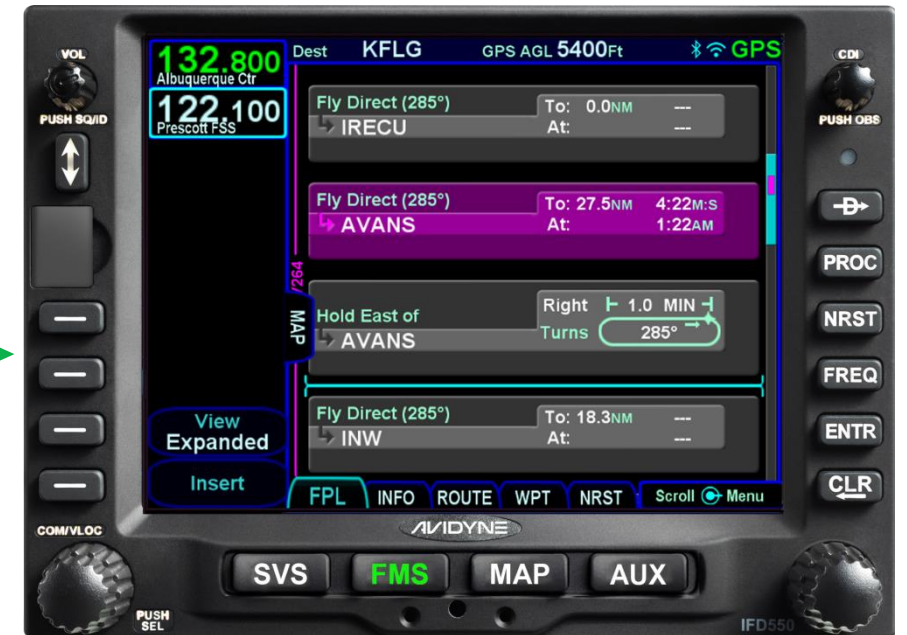 VOL
PUSH SQ/ID
COM/VLOC
PUSH
SEL
132.800
Albuquerque Ctr
122.100
Prescott FSS
View
Expanded
Insert
Dest KFLG GPS AGL 5400Ft GPS
Fly Direct (285°) To: 0.0NM ---
IRECU At: ---
Fly Direct (285°) To: 27.5NM 4:22M:S
AVANS At: 1:22AM
V264
MAP
Hold East of Right 1.0 MIN
AVANS Turns 285°
Fly Direct (285°) To: 18.3NM ---
INW At: ---
FPL INFO ROUTE WPT NRST Scroll Menu
CDI
PUSH OBS
D
PROC
NRST
FREQ
ENTR
CLR
AVIDYNE
SVS FMS MAP AUX
IFD550